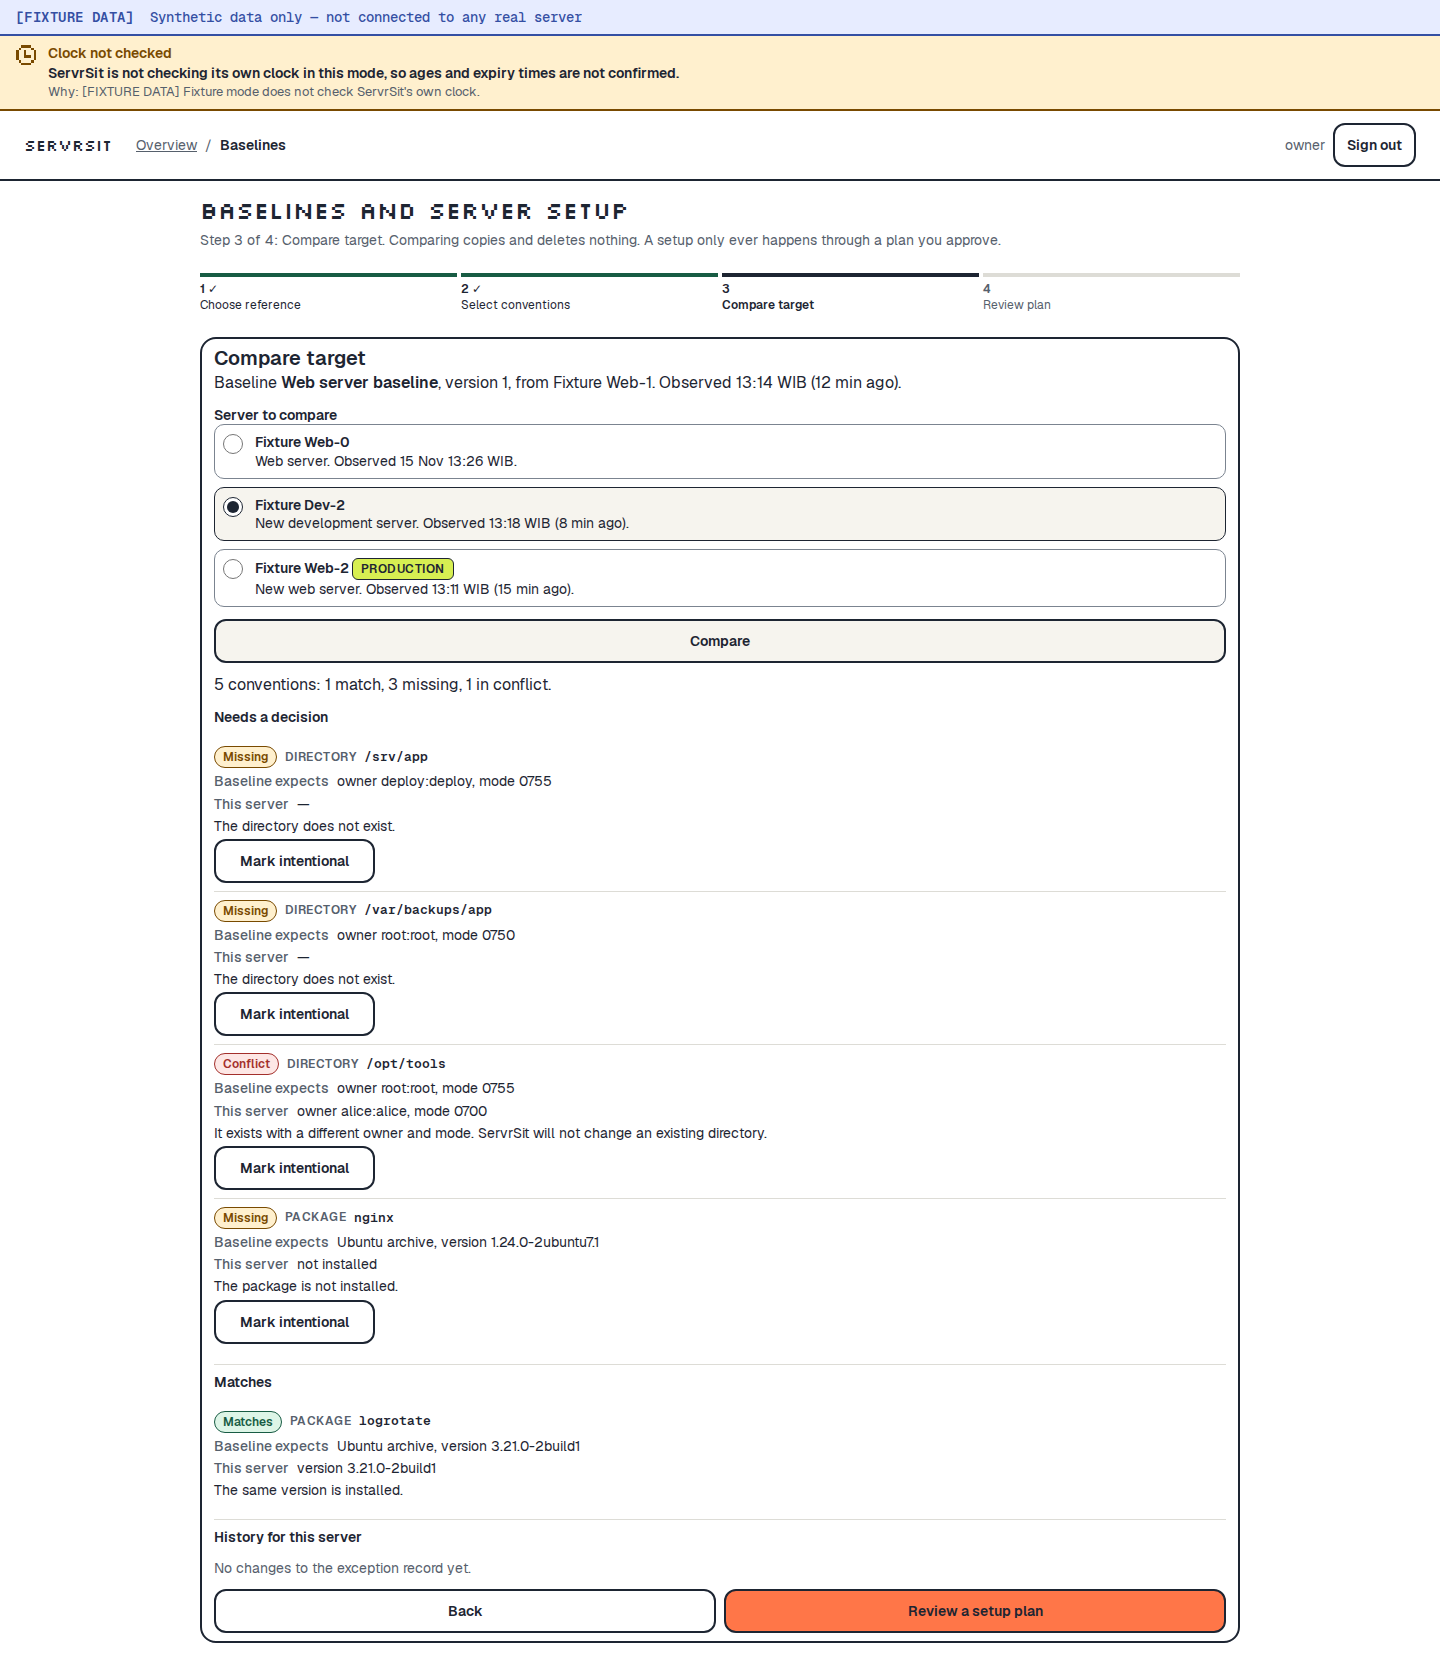 [FIXTURE DATA] Synthetic data only — not connected to any real server
Clock not checked
ServrSit is not checking its own clock in this mode, so ages and expiry times are not confirmed.
Why: [FIXTURE DATA] Fixture mode does not check ServrSit's own clock.
SERVRSIT Overview / Baselines owner Sign out
BASELINES AND SERVER SETUP
Step 3 of 4: Compare target. Comparing copies and deletes nothing. A setup only ever happens through a plan you approve.
1 ✓
Choose reference
2 ✓
Select conventions
3
Compare target
4
Review plan
Compare target
Baseline Web server baseline, version 1, from Fixture Web-1. Observed 13:14 WIB (12 min ago).
Server to compare
Fixture Web-0
Web server. Observed 15 Nov 13:26 WIB.
Fixture Dev-2
New development server. Observed 13:18 WIB (8 min ago).
Fixture Web-2 PRODUCTION
New web server. Observed 13:11 WIB (15 min ago).
Compare
5 conventions: 1 match, 3 missing, 1 in conflict.
Needs a decision
Missing DIRECTORY /srv/app
Baseline expects owner deploy:deploy, mode 0755
This server —
The directory does not exist.
Mark intentional
Missing DIRECTORY /var/backups/app
Baseline expects owner root:root, mode 0750
This server —
The directory does not exist.
Mark intentional
Conflict DIRECTORY /opt/tools
Baseline expects owner root:root, mode 0755
This server owner alice:alice, mode 0700
It exists with a different owner and mode. ServrSit will not change an existing directory.
Mark intentional
Missing PACKAGE nginx
Baseline expects Ubuntu archive, version 1.24.0-2ubuntu7.1
This server not installed
The package is not installed.
Mark intentional
Matches
Matches PACKAGE logrotate
Baseline expects Ubuntu archive, version 3.21.0-2build1
This server version 3.21.0-2build1
The same version is installed.
History for this server
No changes to the exception record yet.
Back
Review a setup plan